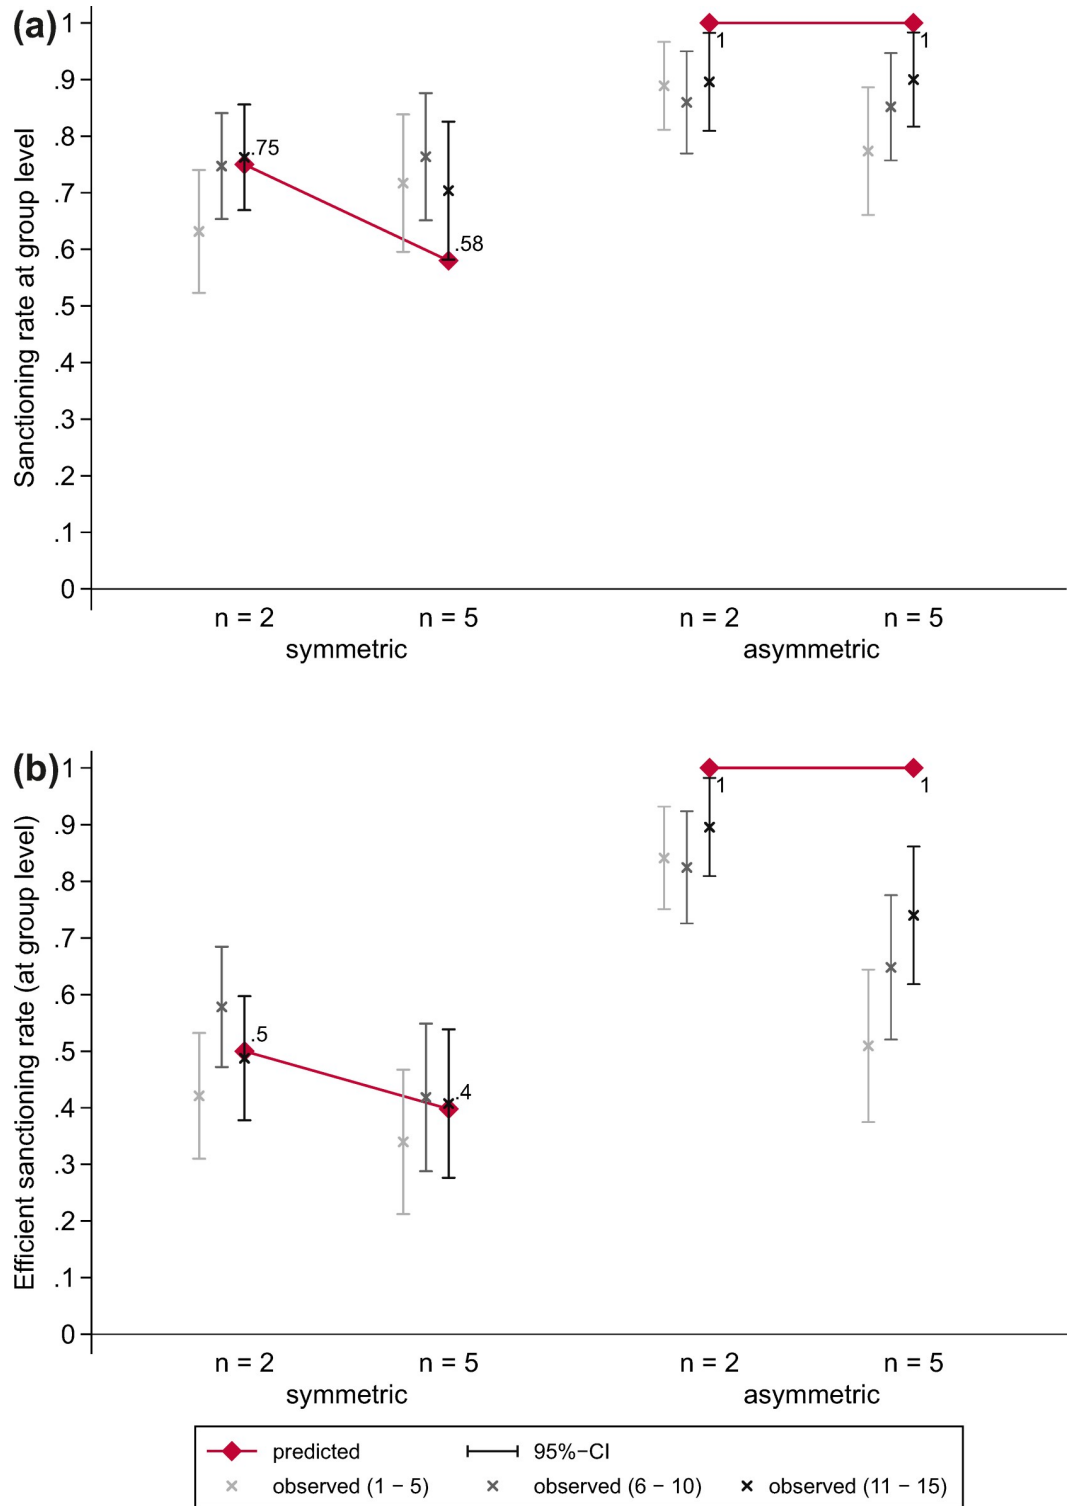 (a)
Sanctioning rate at group level
1
.9
.8
.7
.6
.5
.4
.3
.2
.1
0
.75
.58
1
1
n = 2
n = 5
n = 2
n = 5
symmetric
asymmetric
(b)
Efficient sanctioning rate (at group level)
1
.9
.8
.7
.6
.5
.4
.3
.2
.1
0
.5
.4
1
1
n = 2
n = 5
n = 2
n = 5
symmetric
asymmetric
predicted
95%−CI
observed (1 − 5)
observed (6 − 10)
observed (11 − 15)